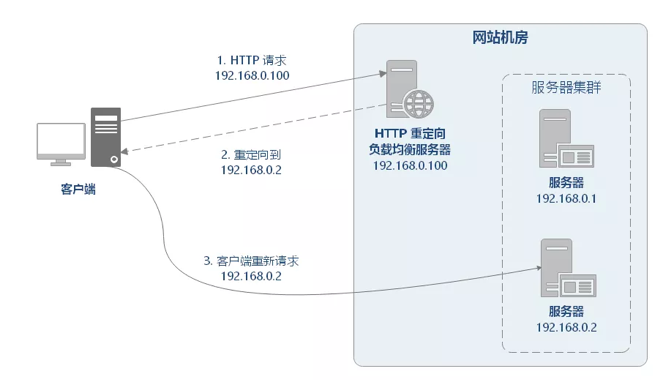 网站机房
1. HTTP 请求
192.168.0.100
服务器集群
HTTP 重定向
负载均衡服务器
192.168.0.100
2. 重定向到
192.168.0.2
客户端
服务器
192.168.0.1
3. 客户端重新请求
192.168.0.2
服务器
192.168.0.2